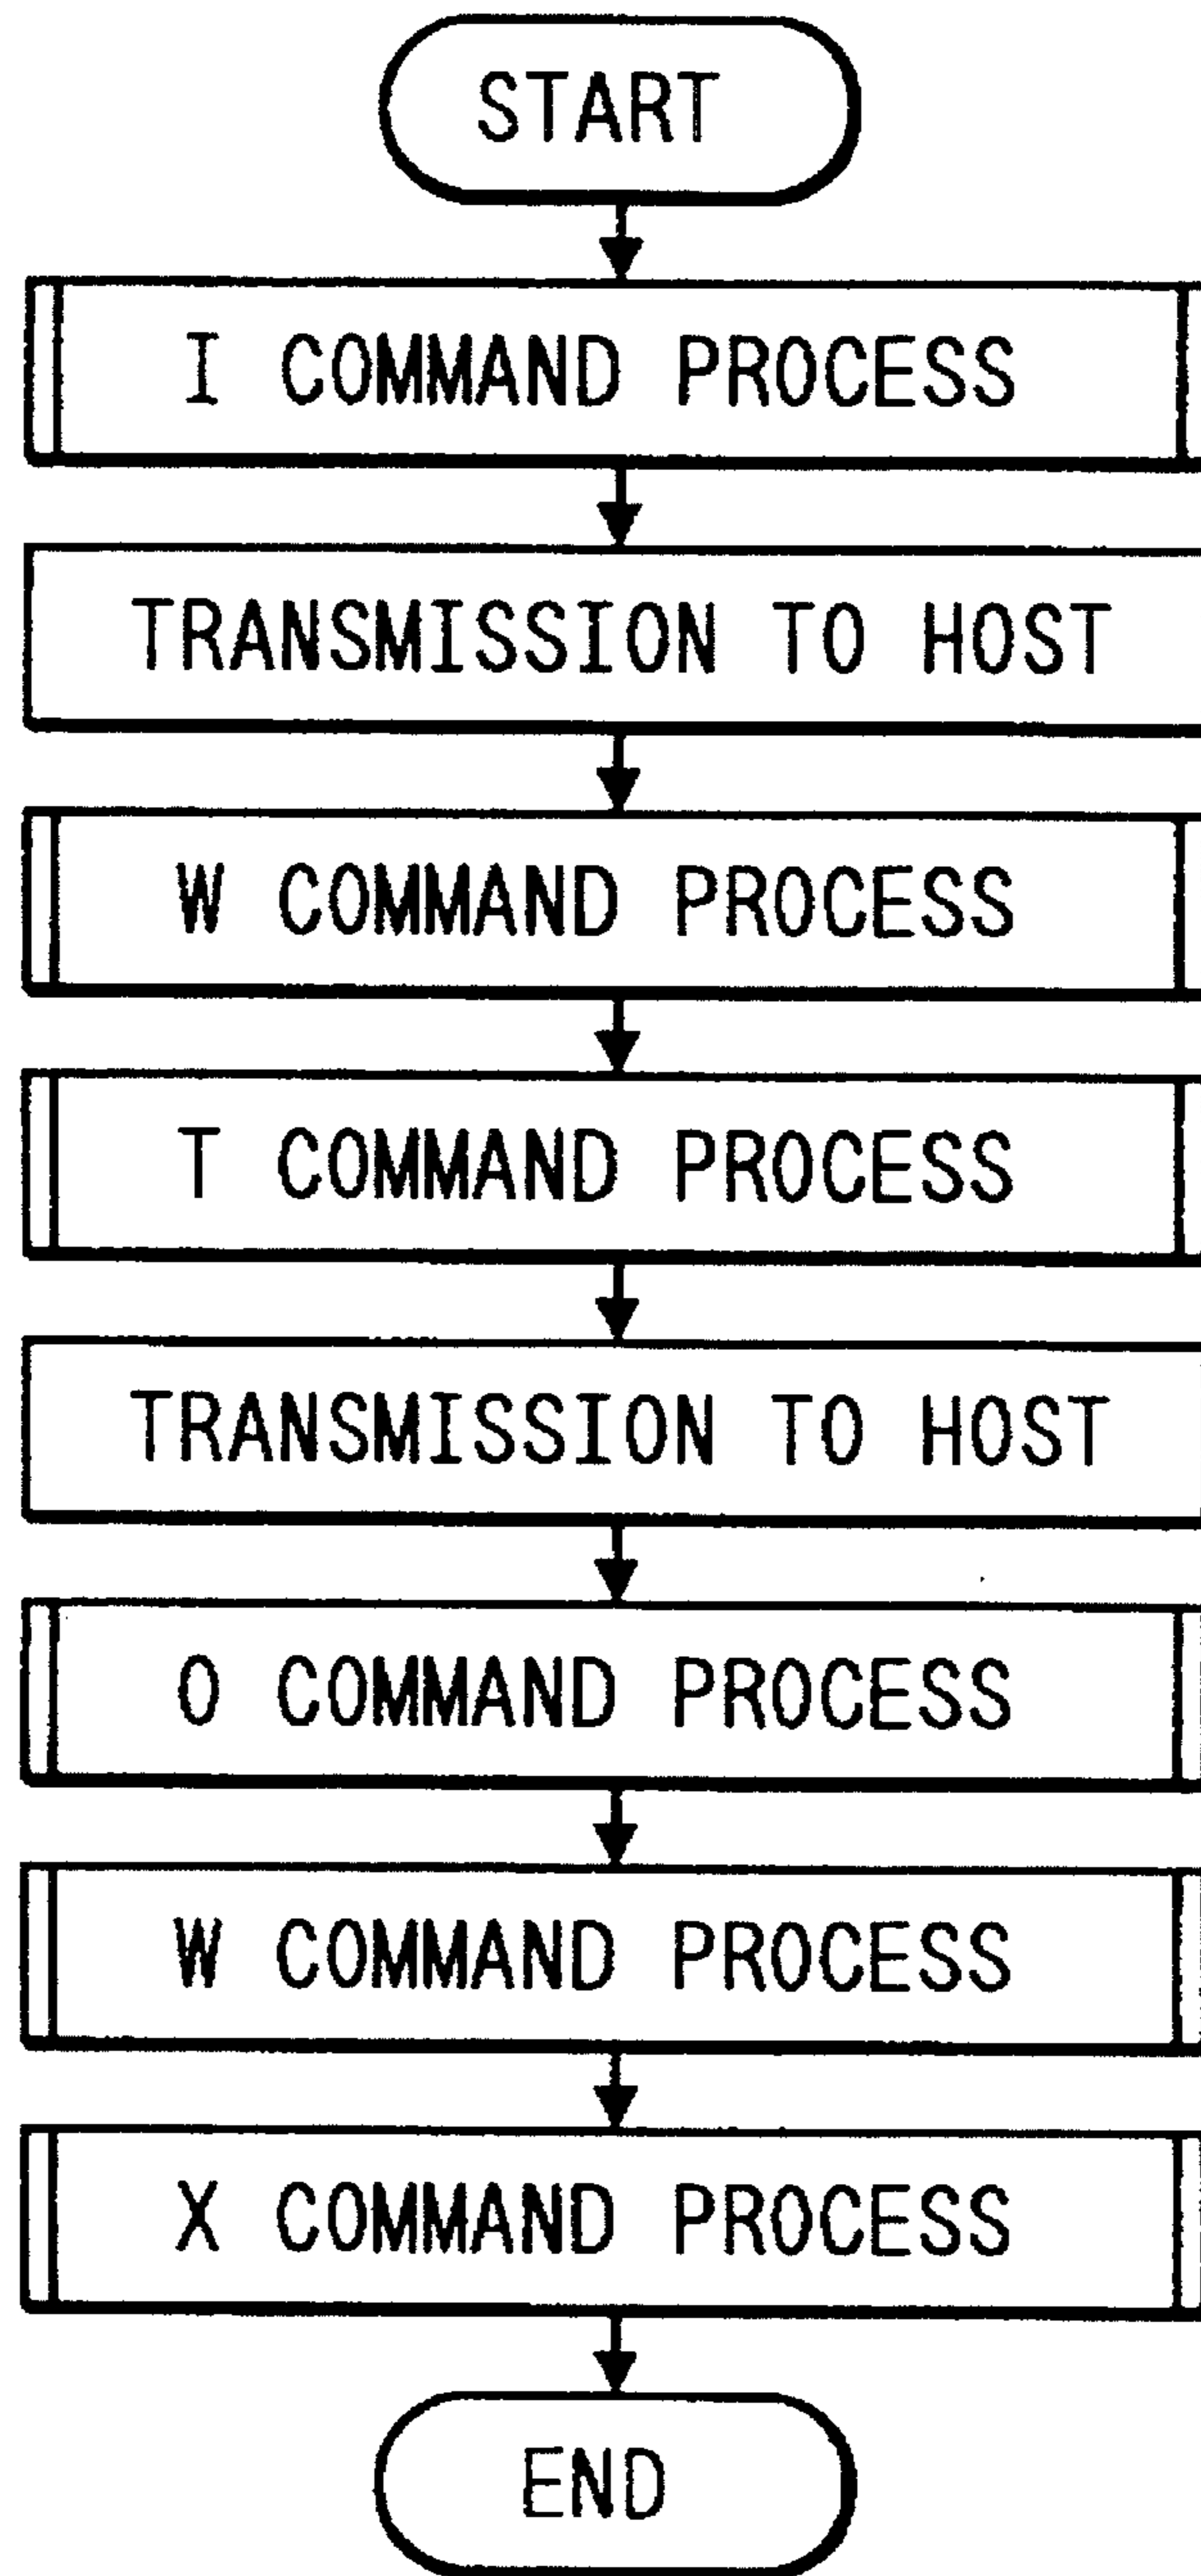 START
I COMMAND PROCESS
TRANSMISSION TO HOST
W COMMAND PROCESS
T COMMAND PROCESS
TRANSMISSION TO HOST
O COMMAND PROCESS
W COMMAND PROCESS
X COMMAND PROCESS
END